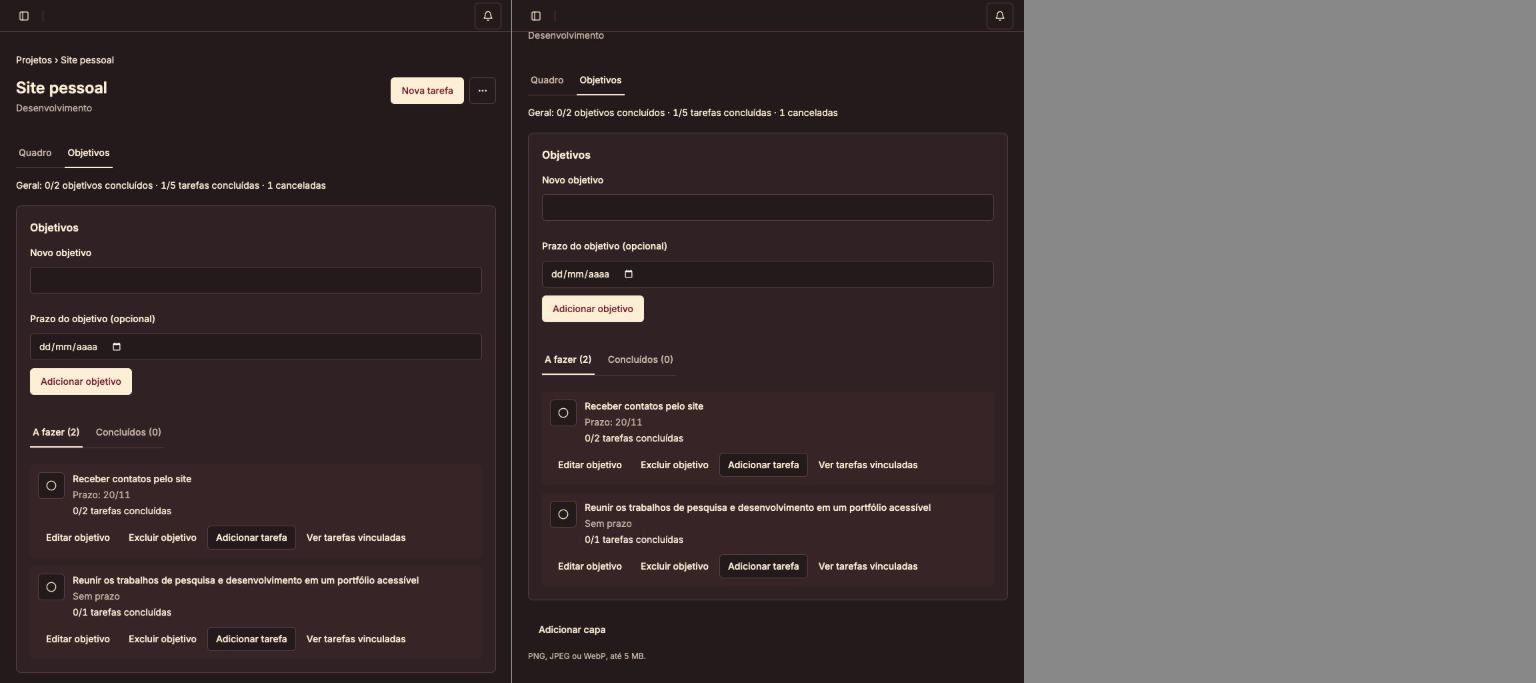 Projetos › Site pessoal
Site pessoal
Desenvolvimento
Nova tarefa
...
Quadro Objetivos
Geral: 0/2 objetivos concluídos · 1/5 tarefas concluídas · 1 canceladas
Objetivos
Novo objetivo
Prazo do objetivo (opcional)
dd/mm/aaaa
Adicionar objetivo
A fazer (2) Concluídos (0)
Receber contatos pelo site
Prazo: 20/11
0/2 tarefas concluídas
Editar objetivo Excluir objetivo Adicionar tarefa Ver tarefas vinculadas
Reunir os trabalhos de pesquisa e desenvolvimento em um portfólio acessível
Sem prazo
0/1 tarefas concluídas
Editar objetivo Excluir objetivo Adicionar tarefa Ver tarefas vinculadas
Desenvolvimento
Quadro Objetivos
Geral: 0/2 objetivos concluídos · 1/5 tarefas concluídas · 1 canceladas
Objetivos
Novo objetivo
Prazo do objetivo (opcional)
dd/mm/aaaa
Adicionar objetivo
A fazer (2) Concluídos (0)
Receber contatos pelo site
Prazo: 20/11
0/2 tarefas concluídas
Editar objetivo Excluir objetivo Adicionar tarefa Ver tarefas vinculadas
Reunir os trabalhos de pesquisa e desenvolvimento em um portfólio acessível
Sem prazo
0/1 tarefas concluídas
Editar objetivo Excluir objetivo Adicionar tarefa Ver tarefas vinculadas
Adicionar capa
PNG, JPEG ou WebP, até 5 MB.